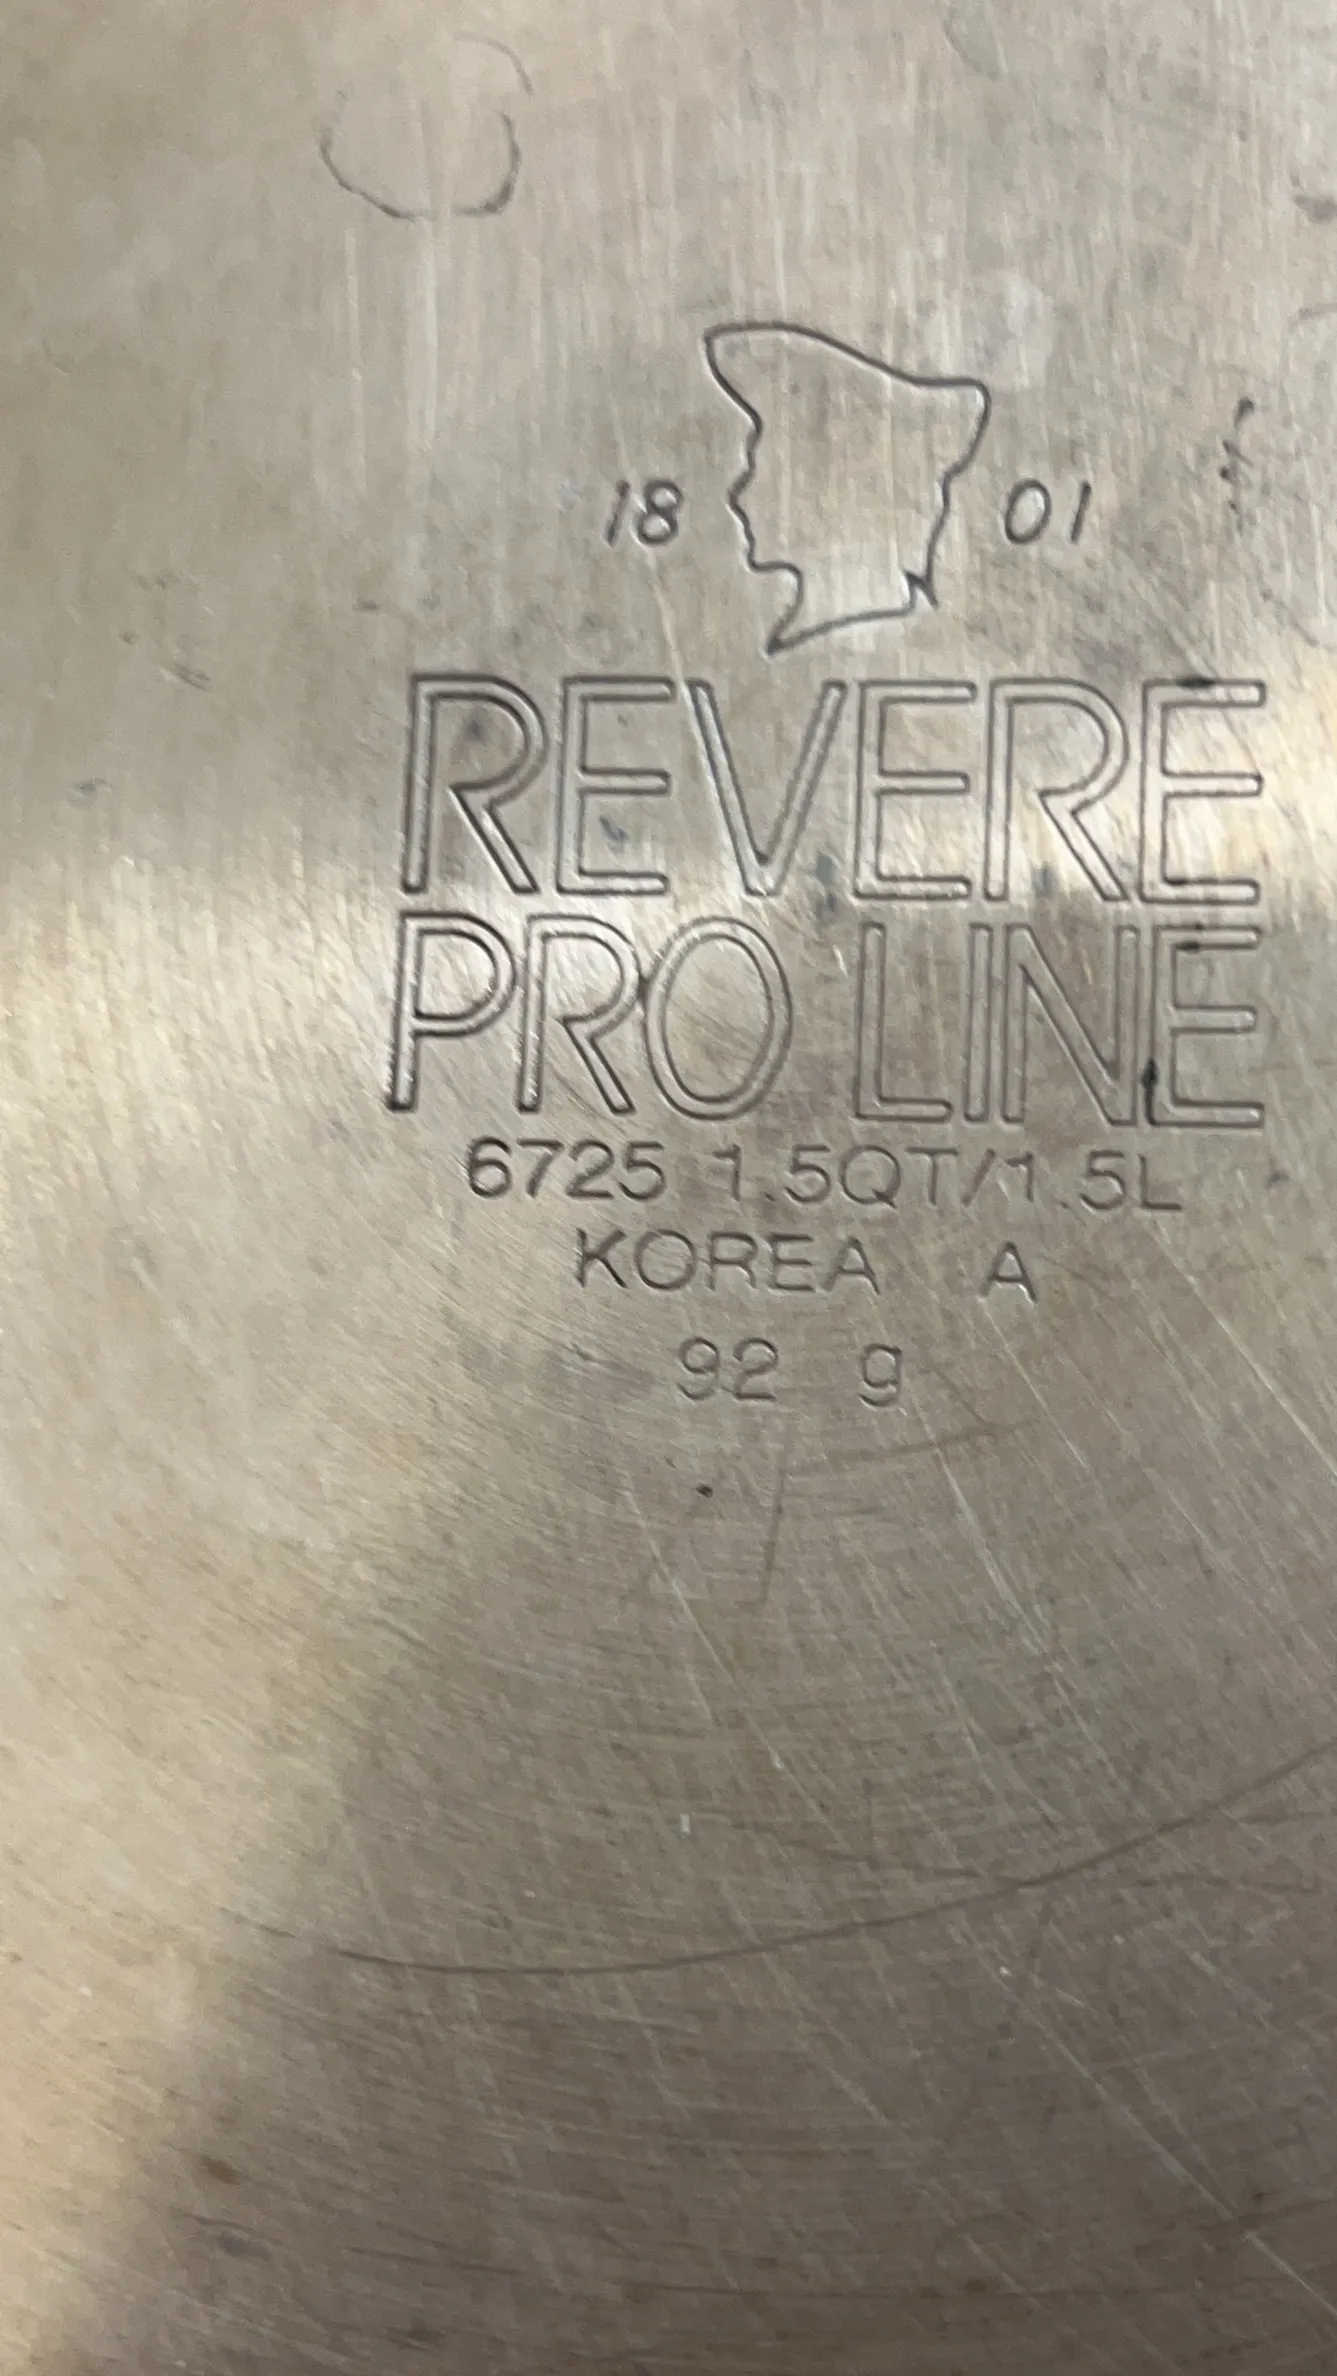 18 01
REVERE
PRO LINE
6725 1.5QT/1.5L
KOREA A
92 g